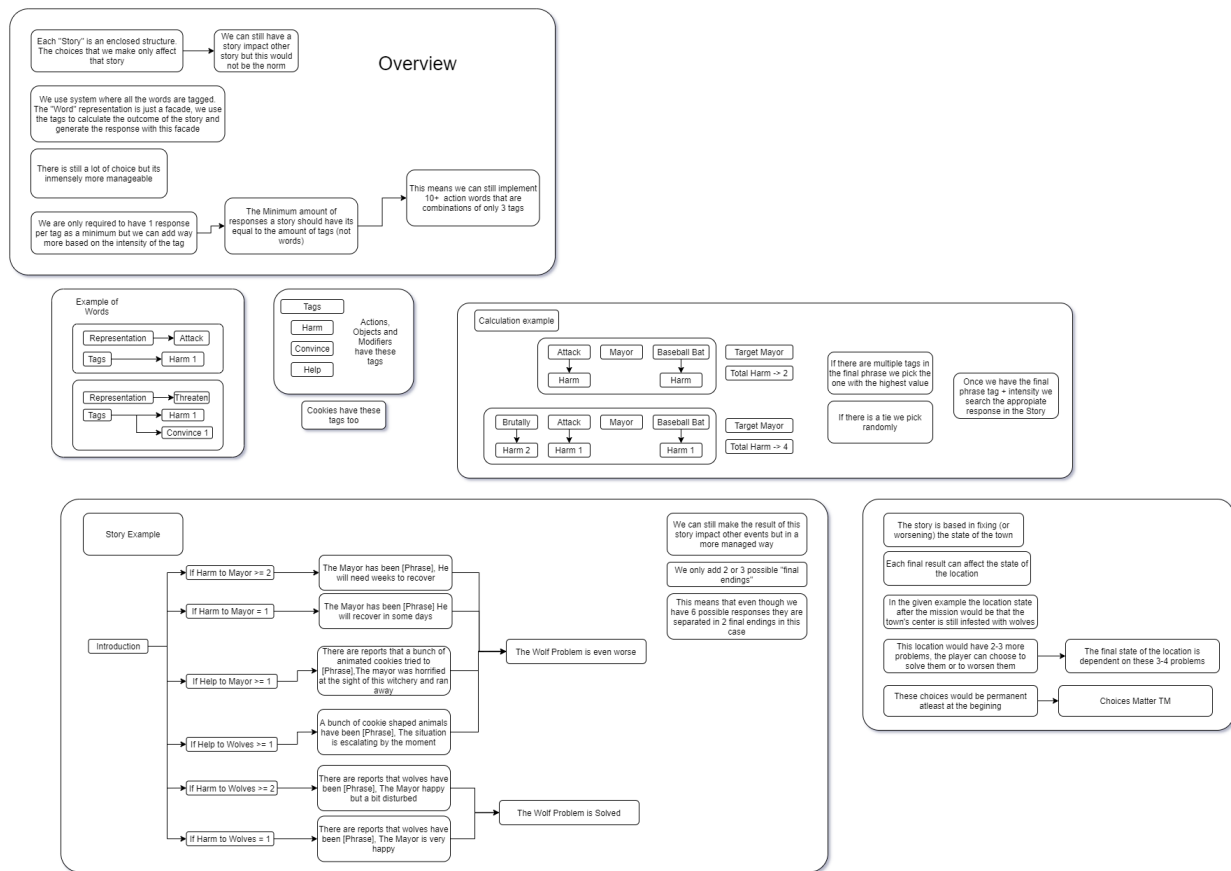 Each "Story" is an enclosed structure.
The choices that we make only affect
that story
We can still have a
story impact other
story but this would
not be the norm
Overview
We use system where all the words are tagged.
The "Word" representation is just a facade, we use
the tags to calculate the outcome of the story and
generate the response with this facade
There is still a lot of choice but its
inmensely more manageable
We are only required to have 1 response
per tag as a minimum but we can add way
more based on the intensity of the tag
The Minimum amount of
responses a story should have its
equal to the amount of tags (not
words)
This means we can still implement
10+ action words that are
combinations of only 3 tags
Example of
Words
Representation
Attack
Tags
Harm 1
Representation
Threaten
Tags
Harm 1
Convince 1
Tags
Harm
Convince
Help
Actions,
Objects and
Modifiers
have these
tags
Cookies have these
tags too
Calculation example
Attack
Mayor
Baseball Bat
Harm
Harm
Target Mayor
Total Harm -> 2
Brutally
Attack
Mayor
Baseball Bat
Harm 2
Harm 1
Harm 1
Target Mayor
Total Harm -> 4
If there are multiple tags in
the final phrase we pick the
one with the highest value
If there is a tie we pick
randomly
Once we have the final
phrase tag + intensity we
search the appropiate
response in the Story
Story Example
Introduction
If Harm to Mayor >= 2
The Mayor has been [Phrase], He
will need weeks to recover
If Harm to Mayor = 1
The Mayor has been [Phrase] He
will recover in some days
If Help to Mayor >= 1
There are reports that a bunch of
animated cookies tried to
[Phrase],The mayor was horrified
at the sight of this witchery and ran
away
If Help to Wolves >= 1
A bunch of cookie shaped animals
have been [Phrase], The situation
is escalating by the moment
If Harm to Wolves >= 2
There are reports that wolves have
been [Phrase], The Mayor happy
but a bit disturbed
If Harm to Wolves = 1
There are reports that wolves have
been [Phrase], The Mayor is very
happy
The Wolf Problem is even worse
The Wolf Problem is Solved
We can still make the result of this
story impact other events but in a
more managed way
We only add 2 or 3 possible "final
endings"
This means that even though we
have 6 possible responses they are
separated in 2 final endings in this
case
The story is based in fixing (or
worsening) the state of the town
Each final result can affect the state of
the location
In the given example the location state
after the mission would be that the
town's center is still infested with wolves
This location would have 2-3 more
problems, the player can choose to
solve them or to worsen them
The final state of the location is
dependent on these 3-4 problems
These choices would be permanent
atleast at the begining
Choices Matter TM